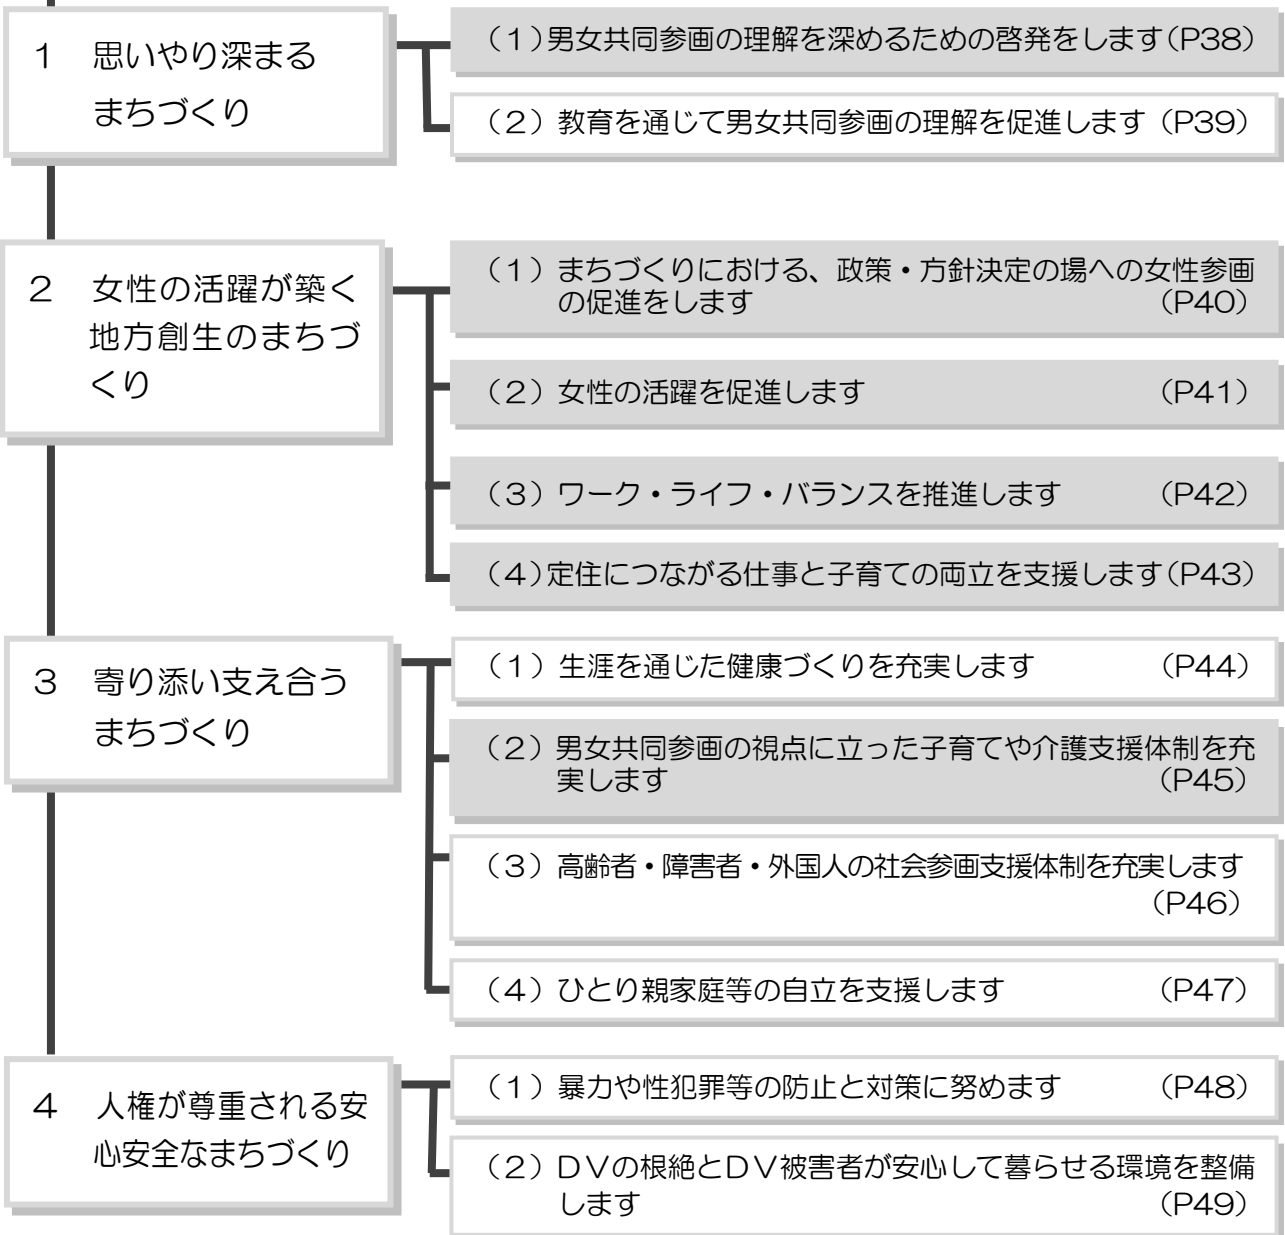 1 思いやり深まる
まちづくり
（1）男女共同参画の理解を深めるための啓発をします（P38）
（2）教育を通じて男女共同参画の理解を促進します（P39）
2 女性の活躍が築く
地方創生のまちづ
くり
（1）まちづくりにおける、政策・方針決定の場への女性参画
の促進をします （P40）
（2）女性の活躍を促進します （P41）
（3）ワーク・ライフ・バランスを推進します （P42）
（4）定住につながる仕事と子育ての両立を支援します（P43）
3 寄り添い支え合う
まちづくり
（1）生涯を通じた健康づくりを充実します （P44）
（2）男女共同参画の視点に立った子育てや介護支援体制を充
実します （P45）
（3）高齢者・障害者・外国人の社会参画支援体制を充実します
（P46）
（4）ひとり親家庭等の自立を支援します （P47）
4 人権が尊重される安
心安全なまちづくり
（1）暴力や性犯罪等の防止と対策に努めます （P48）
（2）DVの根絶とDV被害者が安心して暮らせる環境を整備
します （P49）